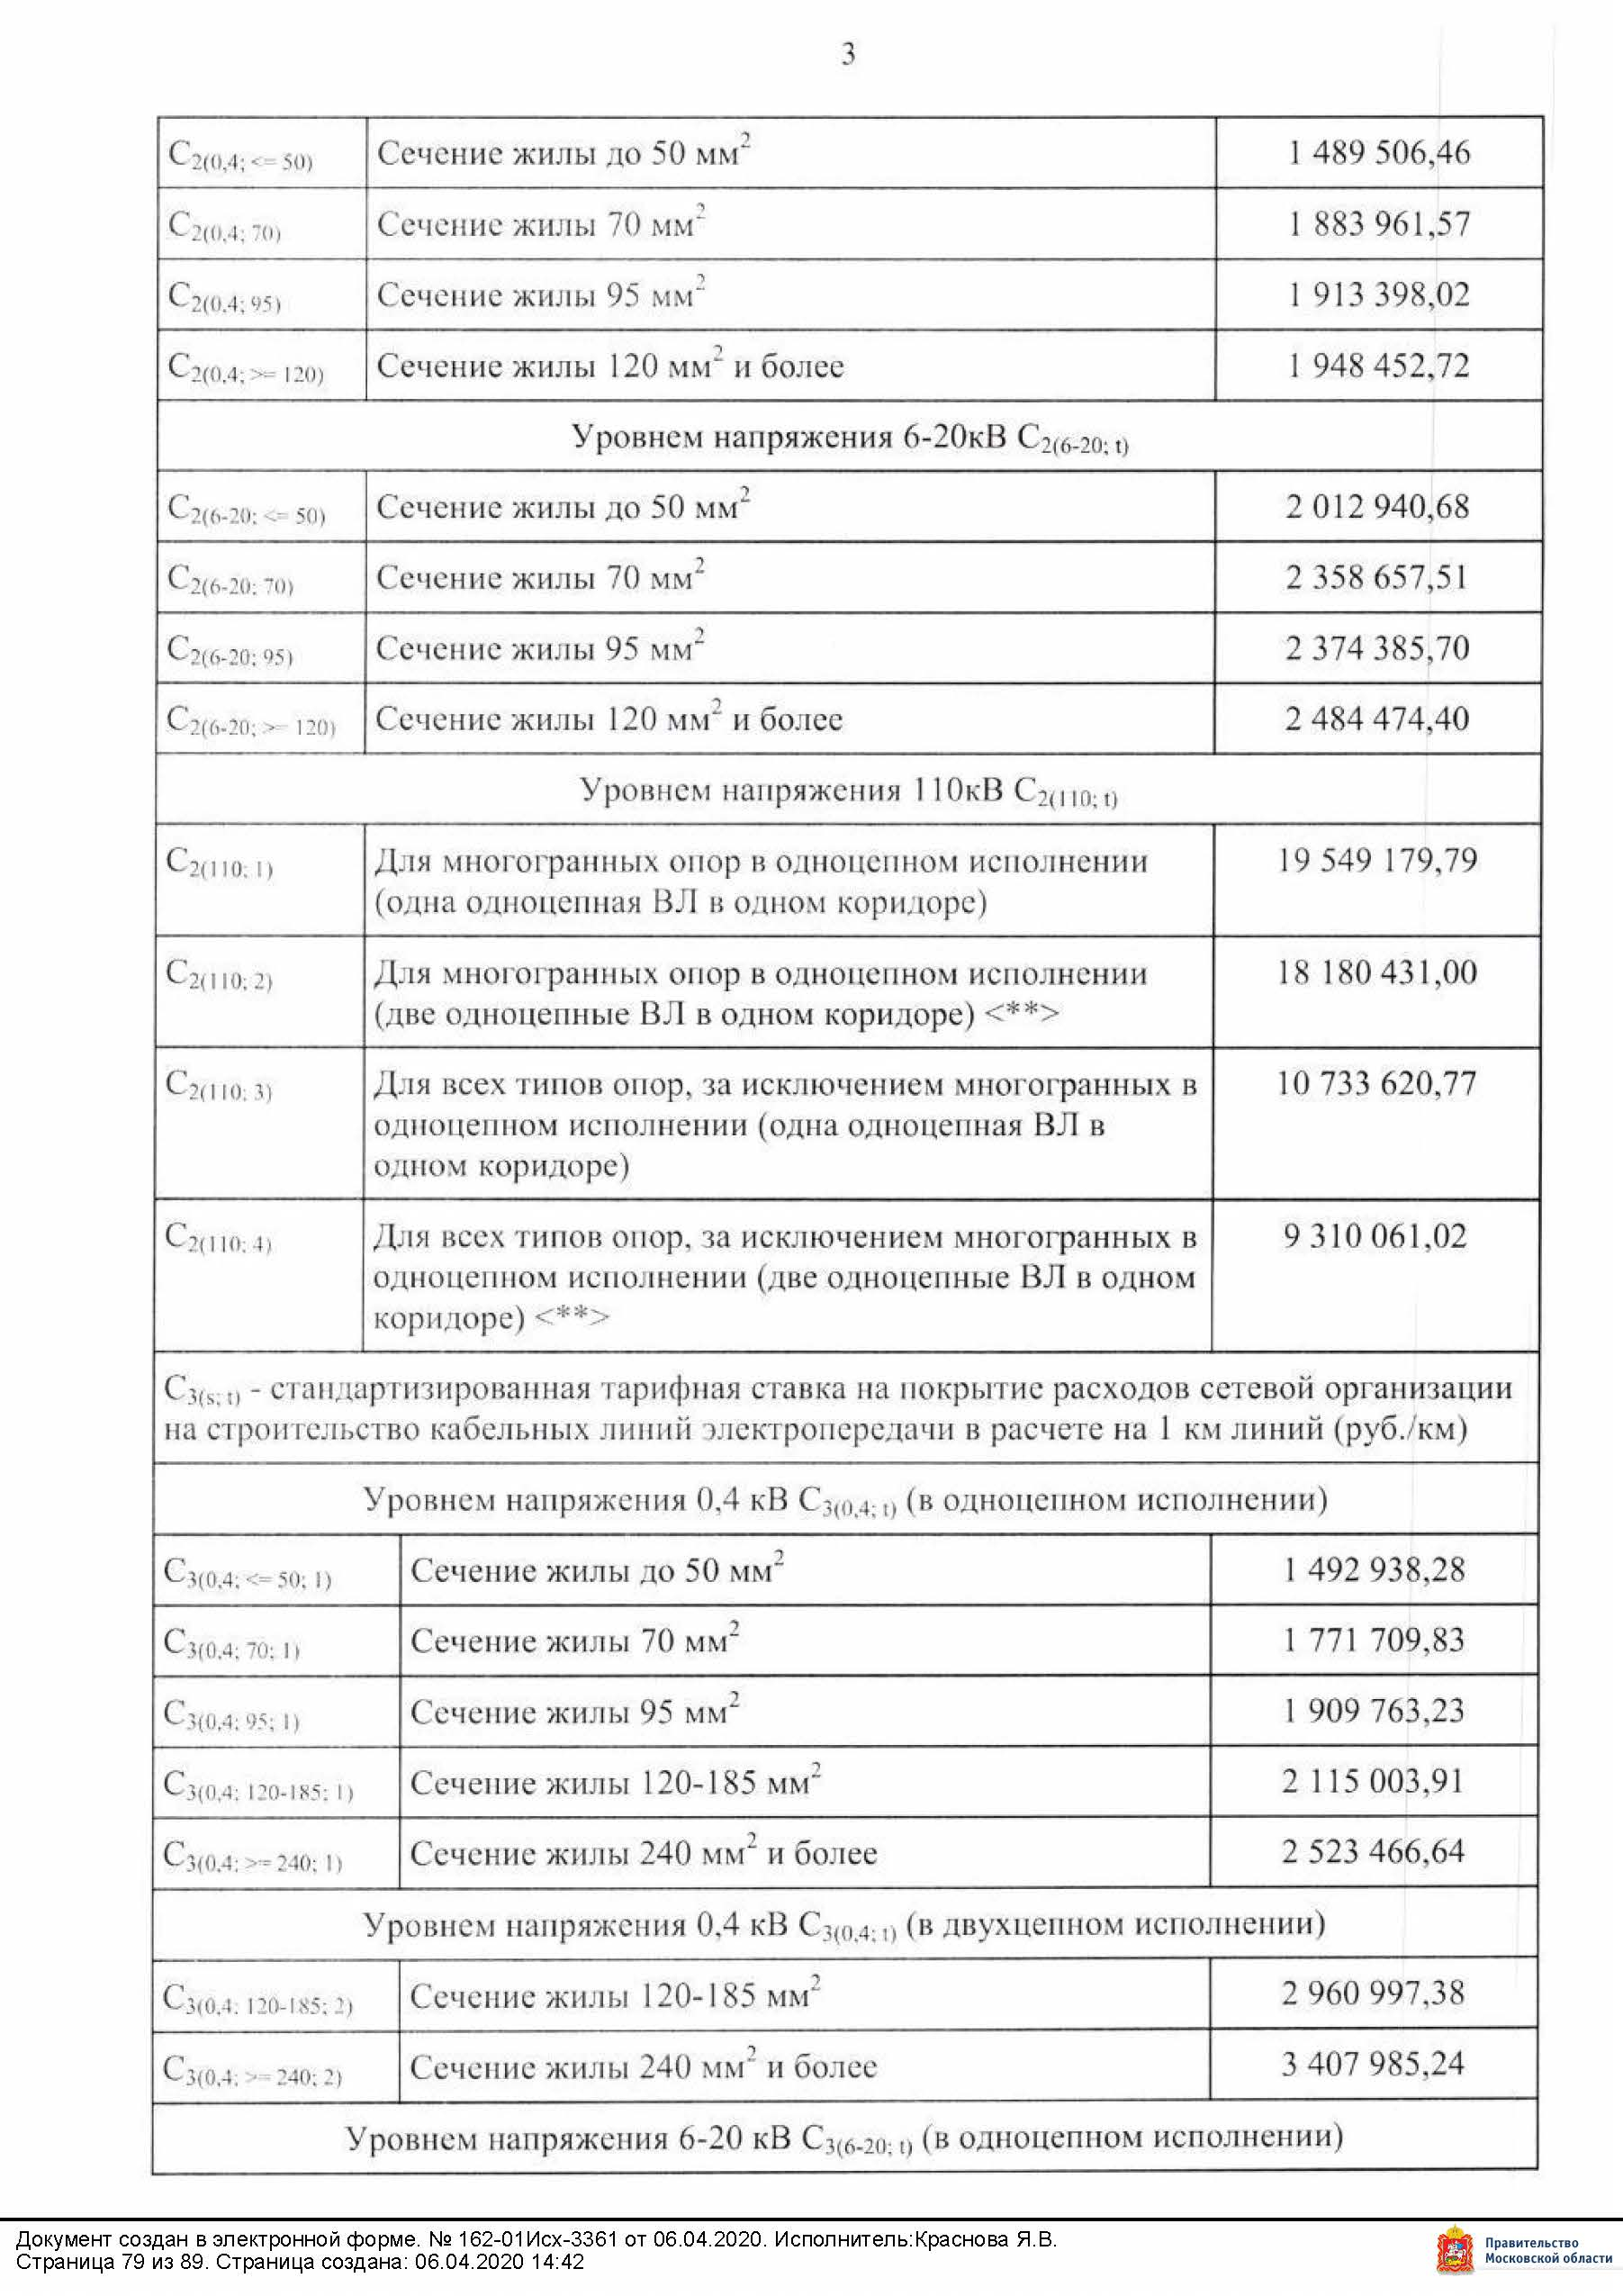 3
C2(0,4; <= 50) Сечение жилы до 50 мм2 1 489 506,46
C2(0,4; 70) Сечение жилы 70 мм2 1 883 961,57
C2(0,4; 95) Сечение жилы 95 мм2 1 913 398,02
C2(0,4; >= 120) Сечение жилы 120 мм2 и более 1 948 452,72
Уровнем напряжения 6-20кВ C2(6-20; t)
C2(6-20; <= 50) Сечение жилы до 50 мм2 2 012 940,68
C2(6-20; 70) Сечение жилы 70 мм2 2 358 657,51
C2(6-20; 95) Сечение жилы 95 мм2 2 374 385,70
C2(6-20; >= 120) Сечение жилы 120 мм2 и более 2 484 474,40
Уровнем напряжения 110кВ C2(110; t)
C2(110; 1) Для многогранных опор в одноцепном исполнении 19 549 179,79
(одна одноцепная ВЛ в одном коридоре)
C2(110; 2) Для многогранных опор в одноцепном исполнении 18 180 431,00
(две одноцепные ВЛ в одном коридоре) <**>
C2(110; 3) Для всех типов опор, за исключением многогранных в 10 733 620,77
одноцепном исполнении (одна одноцепная ВЛ в
одном коридоре)
C2(110; 4) Для всех типов опор, за исключением многогранных в 9 310 061,02
одноцепном исполнении (две одноцепные ВЛ в одном
коридоре) <**>
C3(s; t) - стандартизированная тарифная ставка на покрытие расходов сетевой организации
на строительство кабельных линий электропередачи в расчете на 1 км линий (руб./км)
Уровнем напряжения 0,4 кВ C3(0,4; t) (в одноцепном исполнении)
C3(0,4; <= 50; 1) Сечение жилы до 50 мм2 1 492 938,28
C3(0,4; 70; 1) Сечение жилы 70 мм2 1 771 709,83
C3(0,4; 95; 1) Сечение жилы 95 мм2 1 909 763,23
C3(0,4; 120-185; 1) Сечение жилы 120-185 мм2 2 115 003,91
C3(0,4; >= 240; 1) Сечение жилы 240 мм2 и более 2 523 466,64
Уровнем напряжения 0,4 кВ C3(0,4; t) (в двухцепном исполнении)
C3(0,4; 120-185; 2) Сечение жилы 120-185 мм2 2 960 997,38
C3(0,4; >= 240; 2) Сечение жилы 240 мм2 и более 3 407 985,24
Уровнем напряжения 6-20 кВ C3(6-20; t) (в одноцепном исполнении)
Документ создан в электронной форме. № 162-01Исх-3361 от 06.04.2020. Исполнитель:Краснова Я.В.
Страница 79 из 89. Страница создана: 06.04.2020 14:42
Правительство
Московской области